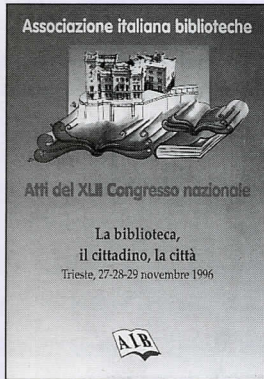 Associazione italiana biblioteche
Atti del XLII Congresso nazionale
La biblioteca,
il cittadino, la città
Trieste, 27-28-29 novembre 1996
AIB